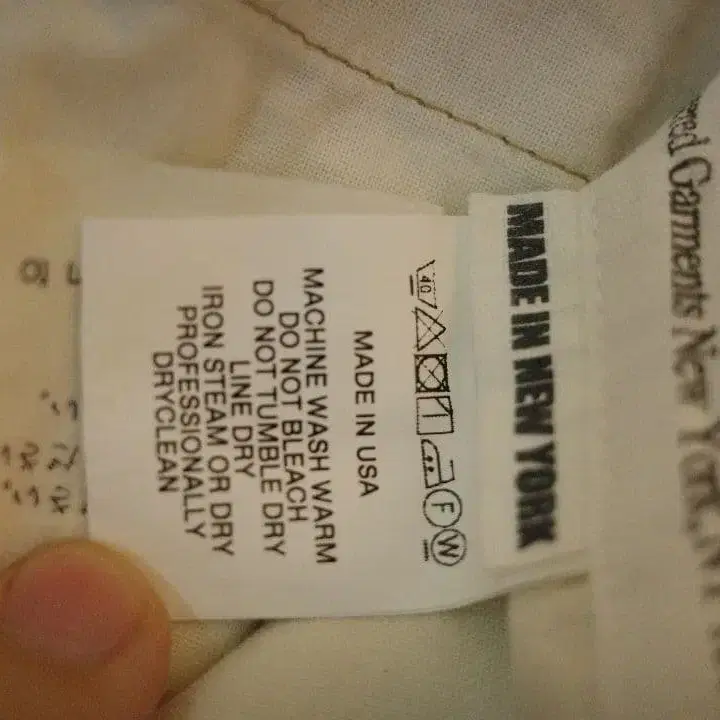 Garments New York
MADE IN NEW YORK
40
F
W
MADE IN USA
MACHINE WASH WARM
DO NOT BLEACH
DO NOT TUMBLE DRY
LINE DRY
IRON STEAM OR DRY
PROFESSIONALLY
DRYCLEAN